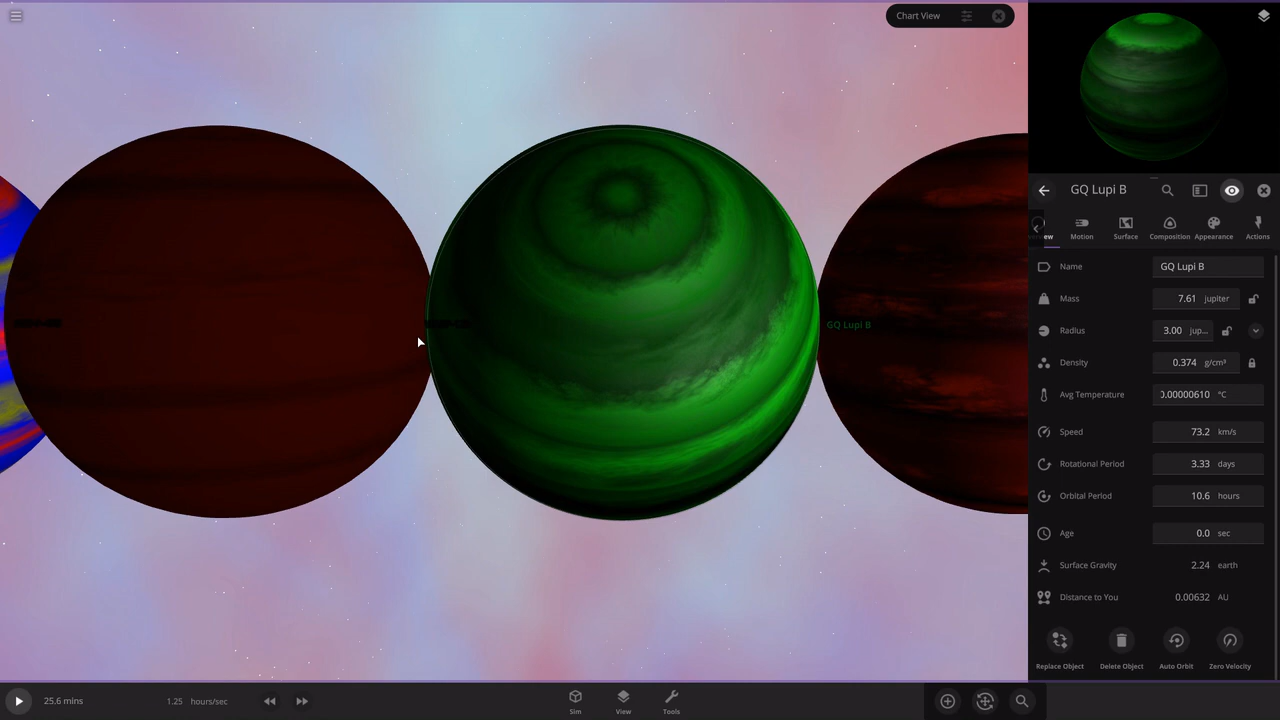 Chart View
GQ Lupi B
Motion
Surface
Composition
Appearance
Actions
Name GQ Lupi B
Mass 7.61 jupiter
Radius 3.00 jup...
Density 0.374 g/cm³
Avg Temperature 0.00000610 °C
Speed 73.2 km/s
Rotational Period 3.33 days
Orbital Period 10.6 hours
Age 0.0 sec
Surface Gravity 2.24 earth
Distance to You 0.00632 AU
Replace Object
Delete Object
Auto Orbit
Zero Velocity
GQ Lupi B
25.6 mins
1.25 hours/sec
Sim
View
Tools